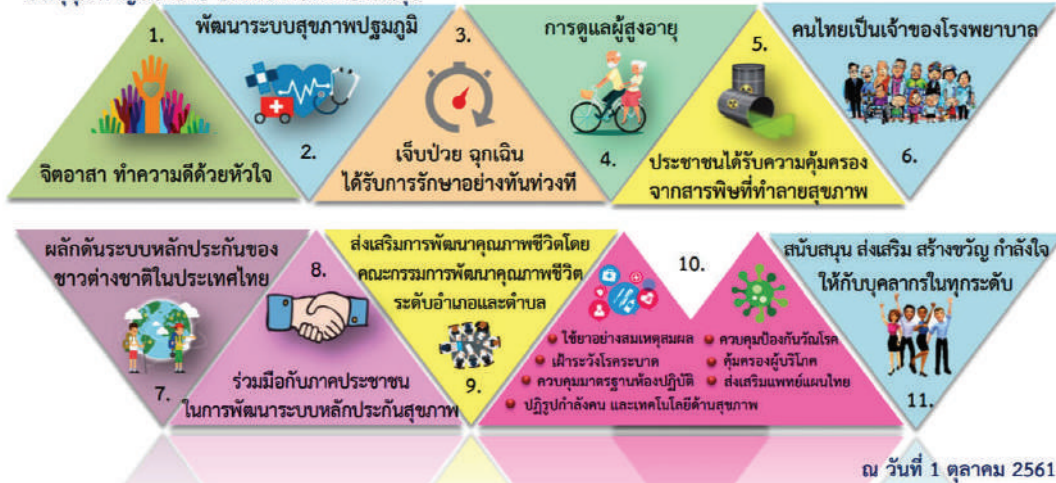 1.
จิตอาสา ทำความดีด้วยหัวใจ
พัฒนาระบบสุขภาพปฐมภูมิ
2.
3.
เจ็บป่วย ฉุกเฉิน
ได้รับการรักษาอย่างทันท่วงที
การดูแลผู้สูงอายุ
4.
5.
ประชาชนได้รับความคุ้มครอง
จากสารพิษที่ทำลายสุขภาพ
คนไทยเป็นเจ้าของโรงพยาบาล
6.
ผลักดันระบบหลักประกันของ
ชาวต่างชาติในประเทศไทย
7.
8.
ร่วมมือกับภาคประชาชน
ในการพัฒนาระบบหลักประกันสุขภาพ
ส่งเสริมการพัฒนาคุณภาพชีวิตโดย
คณะกรรมการพัฒนาคุณภาพชีวิต
ระดับอำเภอและตำบล
9.
10.
ใช้ยาอย่างสมเหตุสมผล
เฝ้าระวังโรคระบาด
ควบคุมมาตรฐานห้องปฏิบัติ
ปฏิรูปกำลังคน และเทคโนโลยีด้านสุขภาพ
ควบคุมป้องกันวัณโรค
คุ้มครองผู้บริโภค
ส่งเสริมแพทย์แผนไทย
สนับสนุน ส่งเสริม สร้างขวัญ กำลังใจ
ให้กับบุคลากรในทุกระดับ
11.
ณ วันที่ 1 ตุลาคม 2561